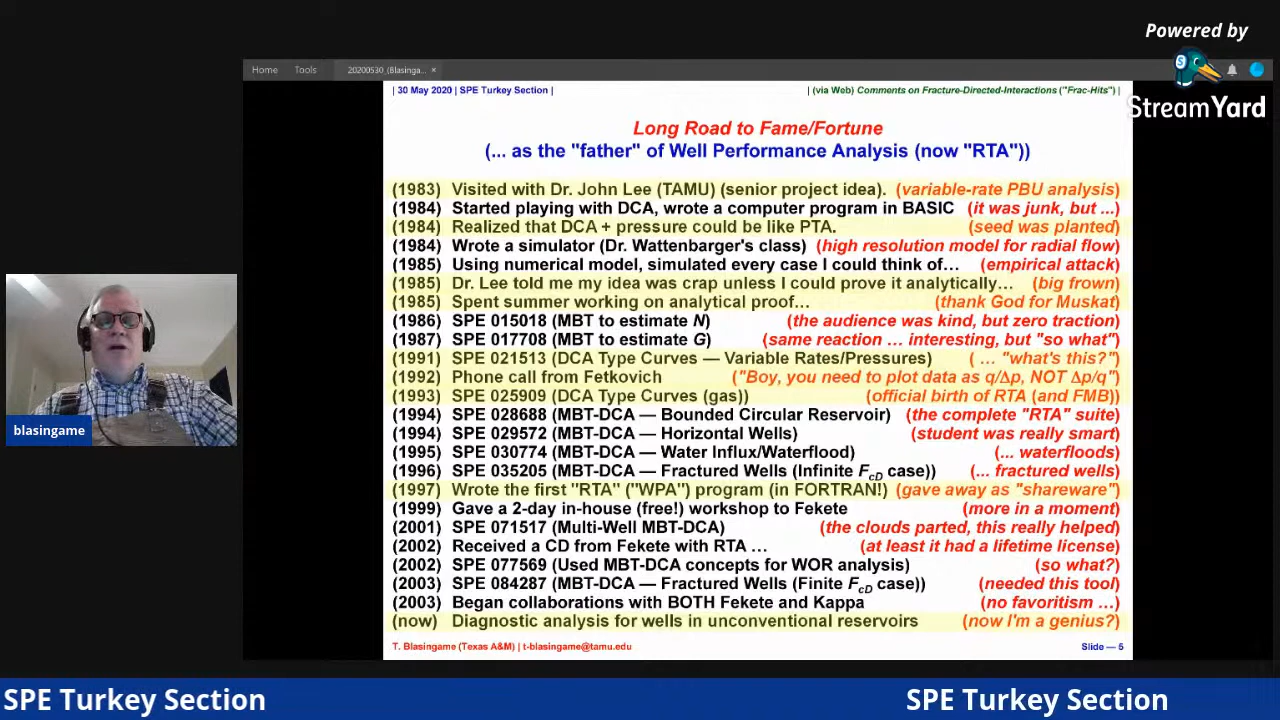 Powered by
StreamYard
Home Tools 20200530_(Blasinga... ×
| 30 May 2020 | SPE Turkey Section | | (via Web) Comments on Fracture-Directed-Interactions ("Frac-Hits") |
Long Road to Fame/Fortune
(... as the "father" of Well Performance Analysis (now "RTA"))
(1983) Visited with Dr. John Lee (TAMU) (senior project idea). (variable-rate PBU analysis)
(1984) Started playing with DCA, wrote a computer program in BASIC (it was junk, but ...)
(1984) Realized that DCA + pressure could be like PTA. (seed was planted)
(1984) Wrote a simulator (Dr. Wattenbarger's class) (high resolution model for radial flow)
(1985) Using numerical model, simulated every case I could think of… (empirical attack)
(1985) Dr. Lee told me my idea was crap unless I could prove it analytically… (big frown)
(1985) Spent summer working on analytical proof… (thank God for Muskat)
(1986) SPE 015018 (MBT to estimate N) (the audience was kind, but zero traction)
(1987) SPE 017708 (MBT to estimate G) (same reaction … interesting, but "so what")
(1991) SPE 021513 (DCA Type Curves — Variable Rates/Pressures) ( … "what's this?")
(1992) Phone call from Fetkovich ("Boy, you need to plot data as q/Δp, NOT Δp/q")
(1993) SPE 025909 (DCA Type Curves (gas)) (official birth of RTA (and FMB))
(1994) SPE 028688 (MBT-DCA — Bounded Circular Reservoir) (the complete "RTA" suite)
(1994) SPE 029572 (MBT-DCA — Horizontal Wells) (student was really smart)
(1995) SPE 030774 (MBT-DCA — Water Influx/Waterflood) (... waterfloods)
(1996) SPE 035205 (MBT-DCA — Fractured Wells (Infinite FcD case)) (... fractured wells)
(1997) Wrote the first "RTA" ("WPA") program (in FORTRAN!) (gave away as "shareware")
(1999) Gave a 2-day in-house (free!) workshop to Fekete (more in a moment)
(2001) SPE 071517 (Multi-Well MBT-DCA) (the clouds parted, this really helped)
(2002) Received a CD from Fekete with RTA … (at least it had a lifetime license)
(2002) SPE 077569 (Used MBT-DCA concepts for WOR analysis) (so what?)
(2003) SPE 084287 (MBT-DCA — Fractured Wells (Finite FcD case)) (needed this tool)
(2003) Began collaborations with BOTH Fekete and Kappa (no favoritism …)
(now) Diagnostic analysis for wells in unconventional reservoirs (now I'm a genius?)
T. Blasingame (Texas A&M) | t-blasingame@tamu.edu Slide — 5
blasingame
SPE Turkey Section SPE Turkey Section